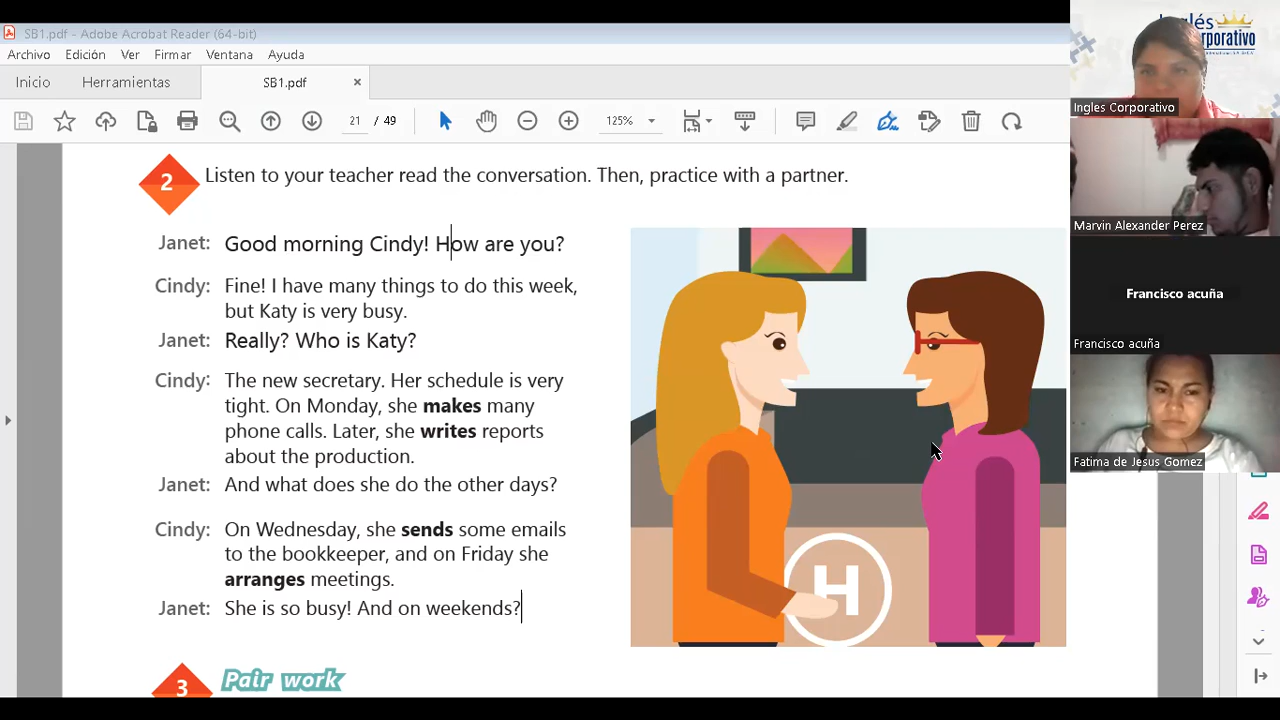 SB1.pdf - Adobe Acrobat Reader (64-bit)
Archivo Edición Ver Firmar Ventana Ayuda
Inicio Herramientas SB1.pdf ×
21 / 49 125%
2 Listen to your teacher read the conversation. Then, practice with a partner.
Janet: Good morning Cindy! How are you?
Cindy: Fine! I have many things to do this week,
but Katy is very busy.
Janet: Really? Who is Katy?
Cindy: The new secretary. Her schedule is very
tight. On Monday, she makes many
phone calls. Later, she writes reports
about the production.
Janet: And what does she do the other days?
Cindy: On Wednesday, she sends some emails
to the bookkeeper, and on Friday she
arranges meetings.
Janet: She is so busy! And on weekends?
H
3 Pair work
Inglés
Ingles Corporativo
Marvin Alexander Perez
Francisco acuña
Francisco acuña
Fatima de Jesus Gomez